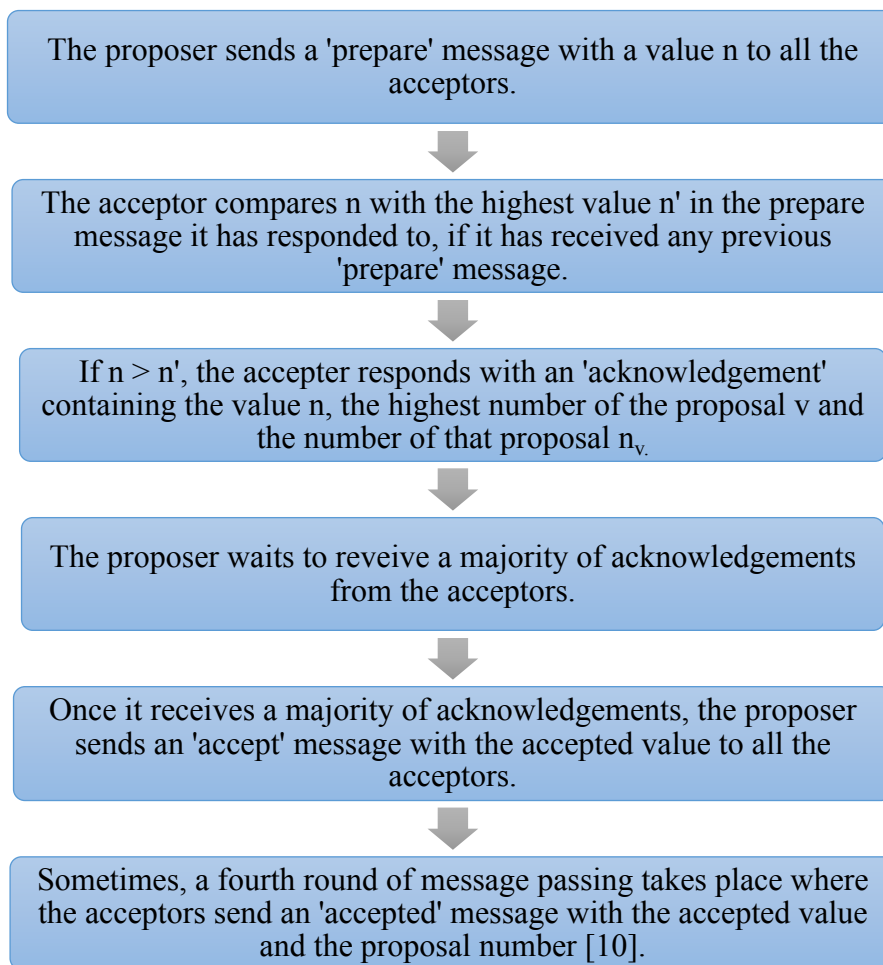 The proposer sends a 'prepare' message with a value n to all the
acceptors.
The acceptor compares n with the highest value n' in the prepare
message it has responded to, if it has received any previous
'prepare' message.
If n > n', the accepter responds with an 'acknowledgement'
containing the value n, the highest number of the proposal v and
the number of that proposal nᵥ.
The proposer waits to reveive a majority of acknowledgements
from the acceptors.
Once it receives a majority of acknowledgements, the proposer
sends an 'accept' message with the accepted value to all the
acceptors.
Sometimes, a fourth round of message passing takes place where
the acceptors send an 'accepted' message with the accepted value
and the proposal number [10].